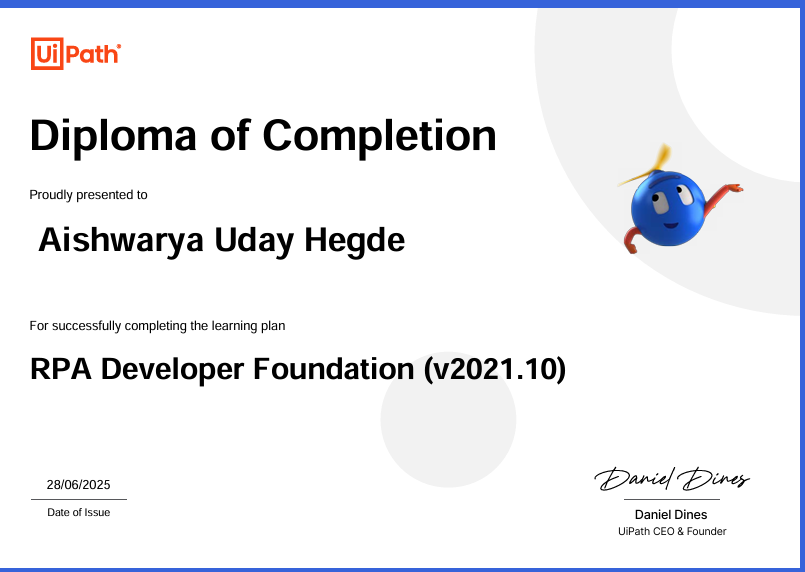 UiPath®
Diploma of Completion
Proudly presented to
Aishwarya Uday Hegde
For successfully completing the learning plan
RPA Developer Foundation (v2021.10)
28/06/2025
Date of Issue
Daniel Dines
Daniel Dines
UiPath CEO & Founder